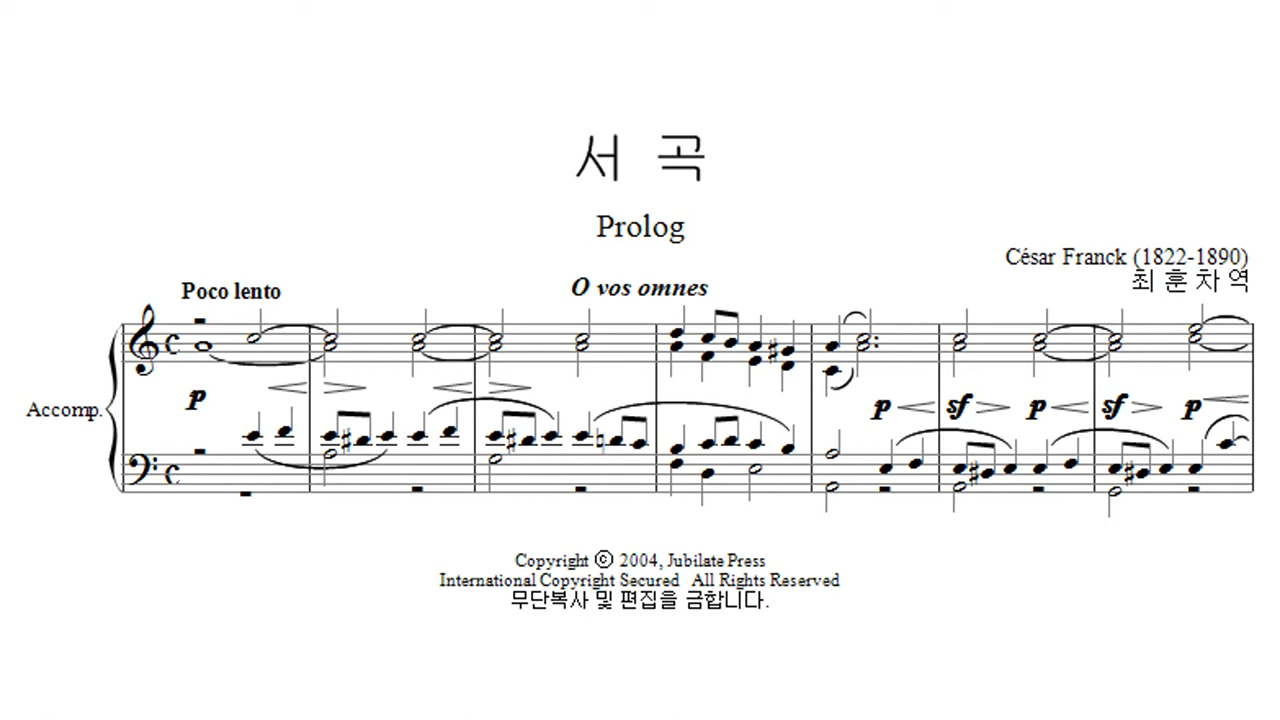 서 곡
Prolog
César Franck (1822-1890)
최 훈 차 역
Poco lento
O vos omnes
p
Accomp.
p sf p sf p
Copyright © 2004, Jubilate Press
International Copyright Secured All Rights Reserved
무단복사 및 편집을 금합니다.